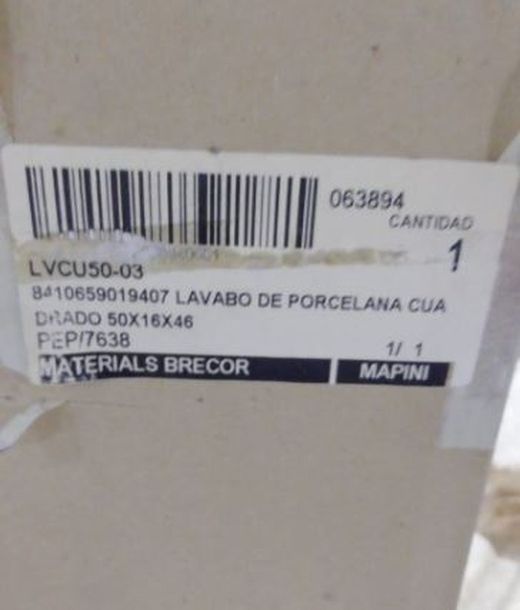 063894
CANTIDAD
1
LVCU50-03
8410659019407 LAVABO DE PORCELANA CUA
DRADO 50X16X46
PEP/7638
1/ 1
MATERIALS BRECOR
MAPINI